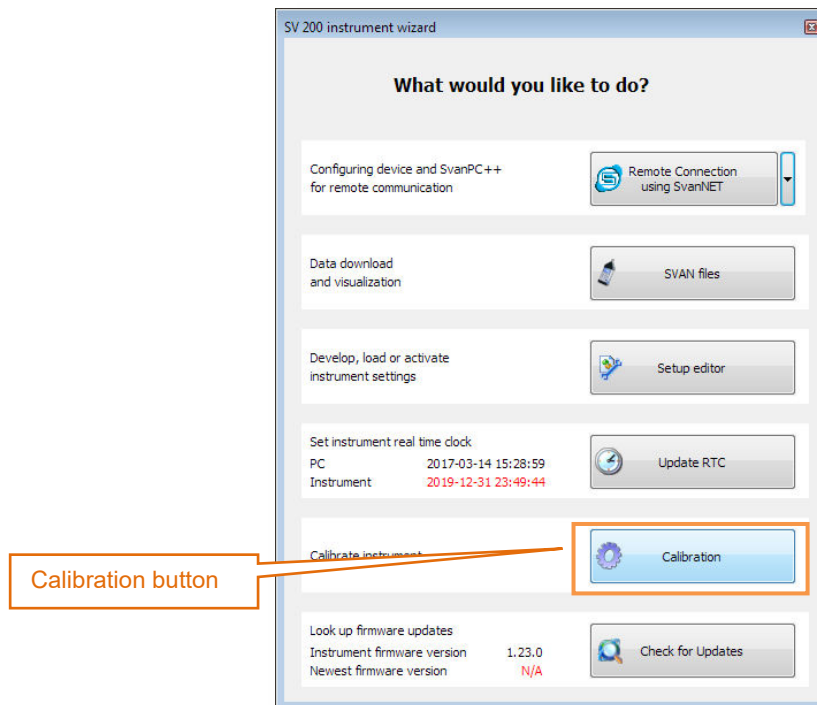 SV 200 instrument wizard
What would you like to do?
Configuring device and SvanPC++
for remote communication
Remote Connection
using SvanNET
Data download
and visualization
SVAN files
Develop, load or activate
instrument settings
Setup editor
Set instrument real time clock
PC 2017-03-14 15:28:59
Instrument 2019-12-31 23:49:44
Update RTC
Calibrate instrument
Calibration
Calibration button
Look up firmware updates
Instrument firmware version 1.23.0
Newest firmware version N/A
Check for Updates